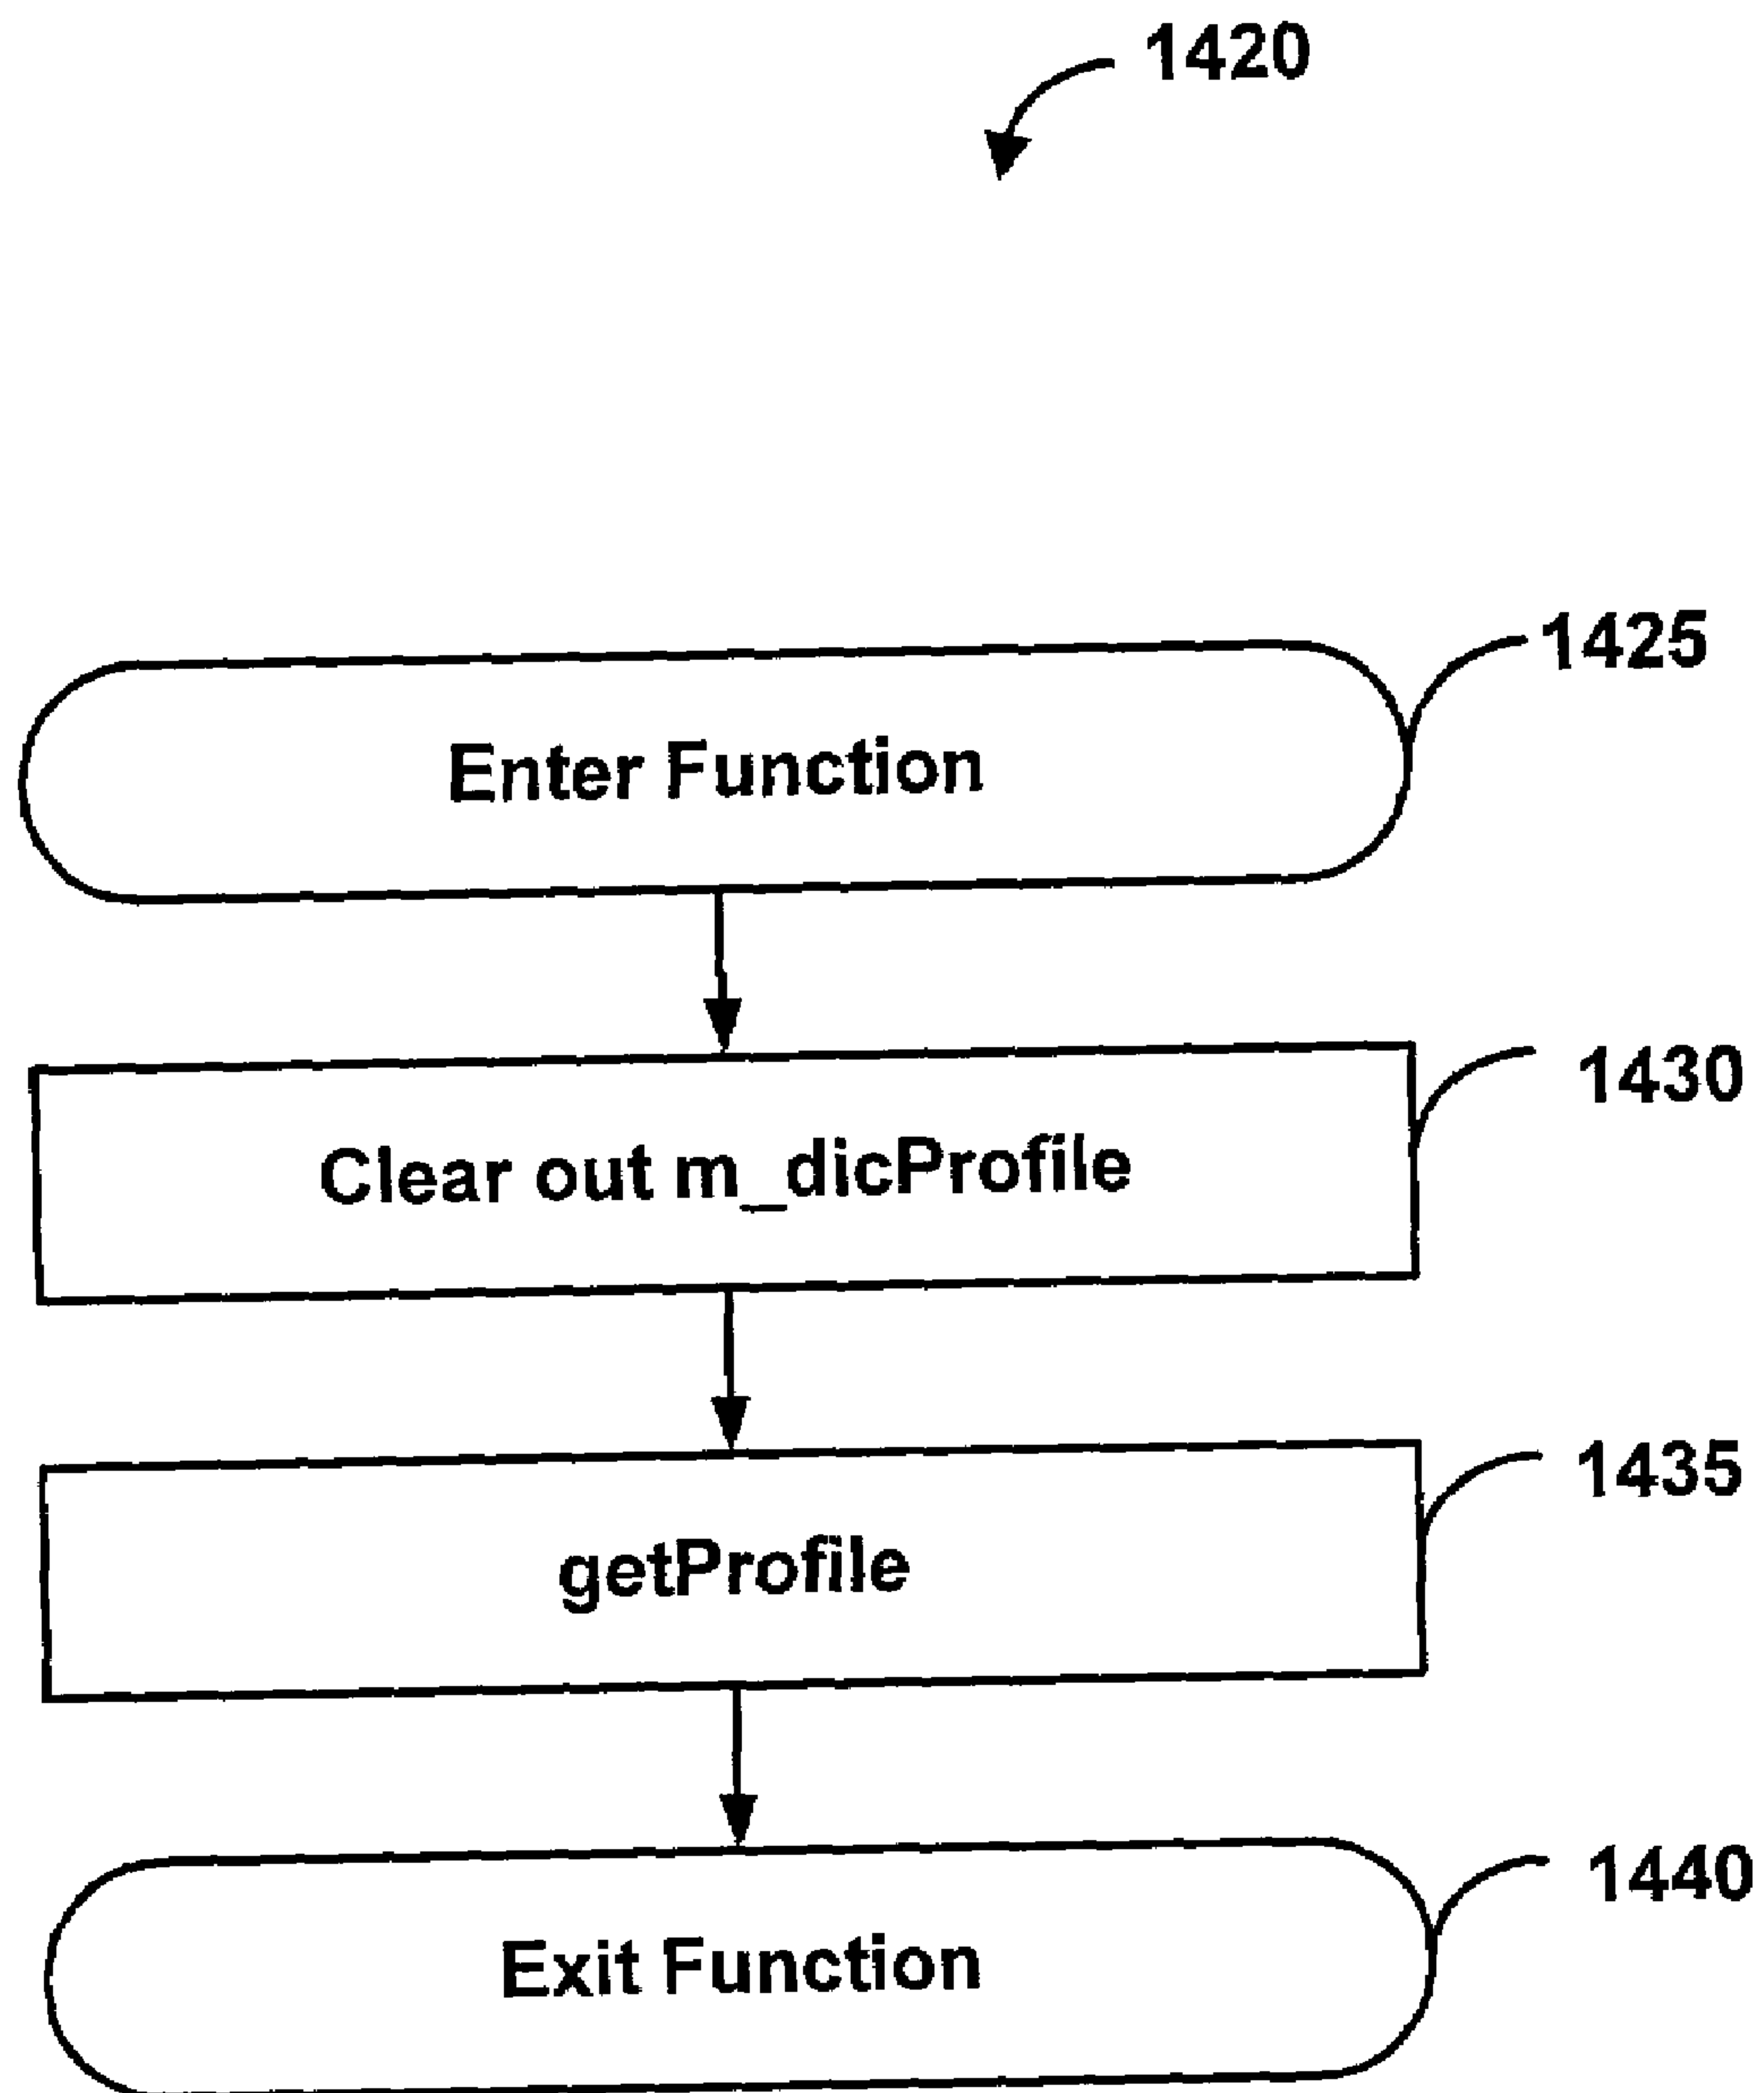 1420
1425
Enter Function
1430
Clear out m_dicProfile
1435
getProfile
1440
Exit Function